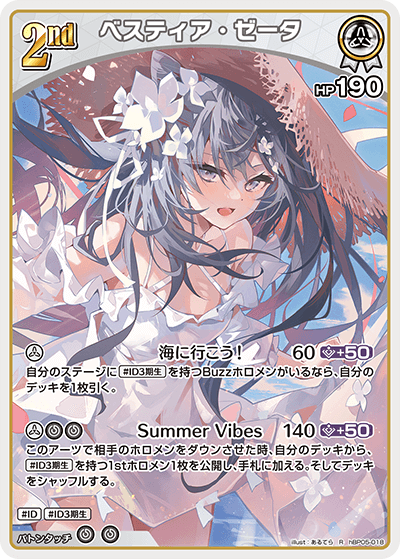 2nd
ベスティア・ゼータ
HP190
海に行こう! 60 +50
自分のステージに #ID3期生 を持つBuzzホロメンがいるなら、自分の
デッキを1枚引く。
Summer Vibes 140 +50
このアーツで相手のホロメンをダウンさせた時、自分のデッキから、
#ID3期生 を持つ1stホロメン1枚を公開し、手札に加える。そしてデッキ
をシャッフルする。
#ID #ID3期生
バトンタッチ
illust:あるてら R hBP05-018